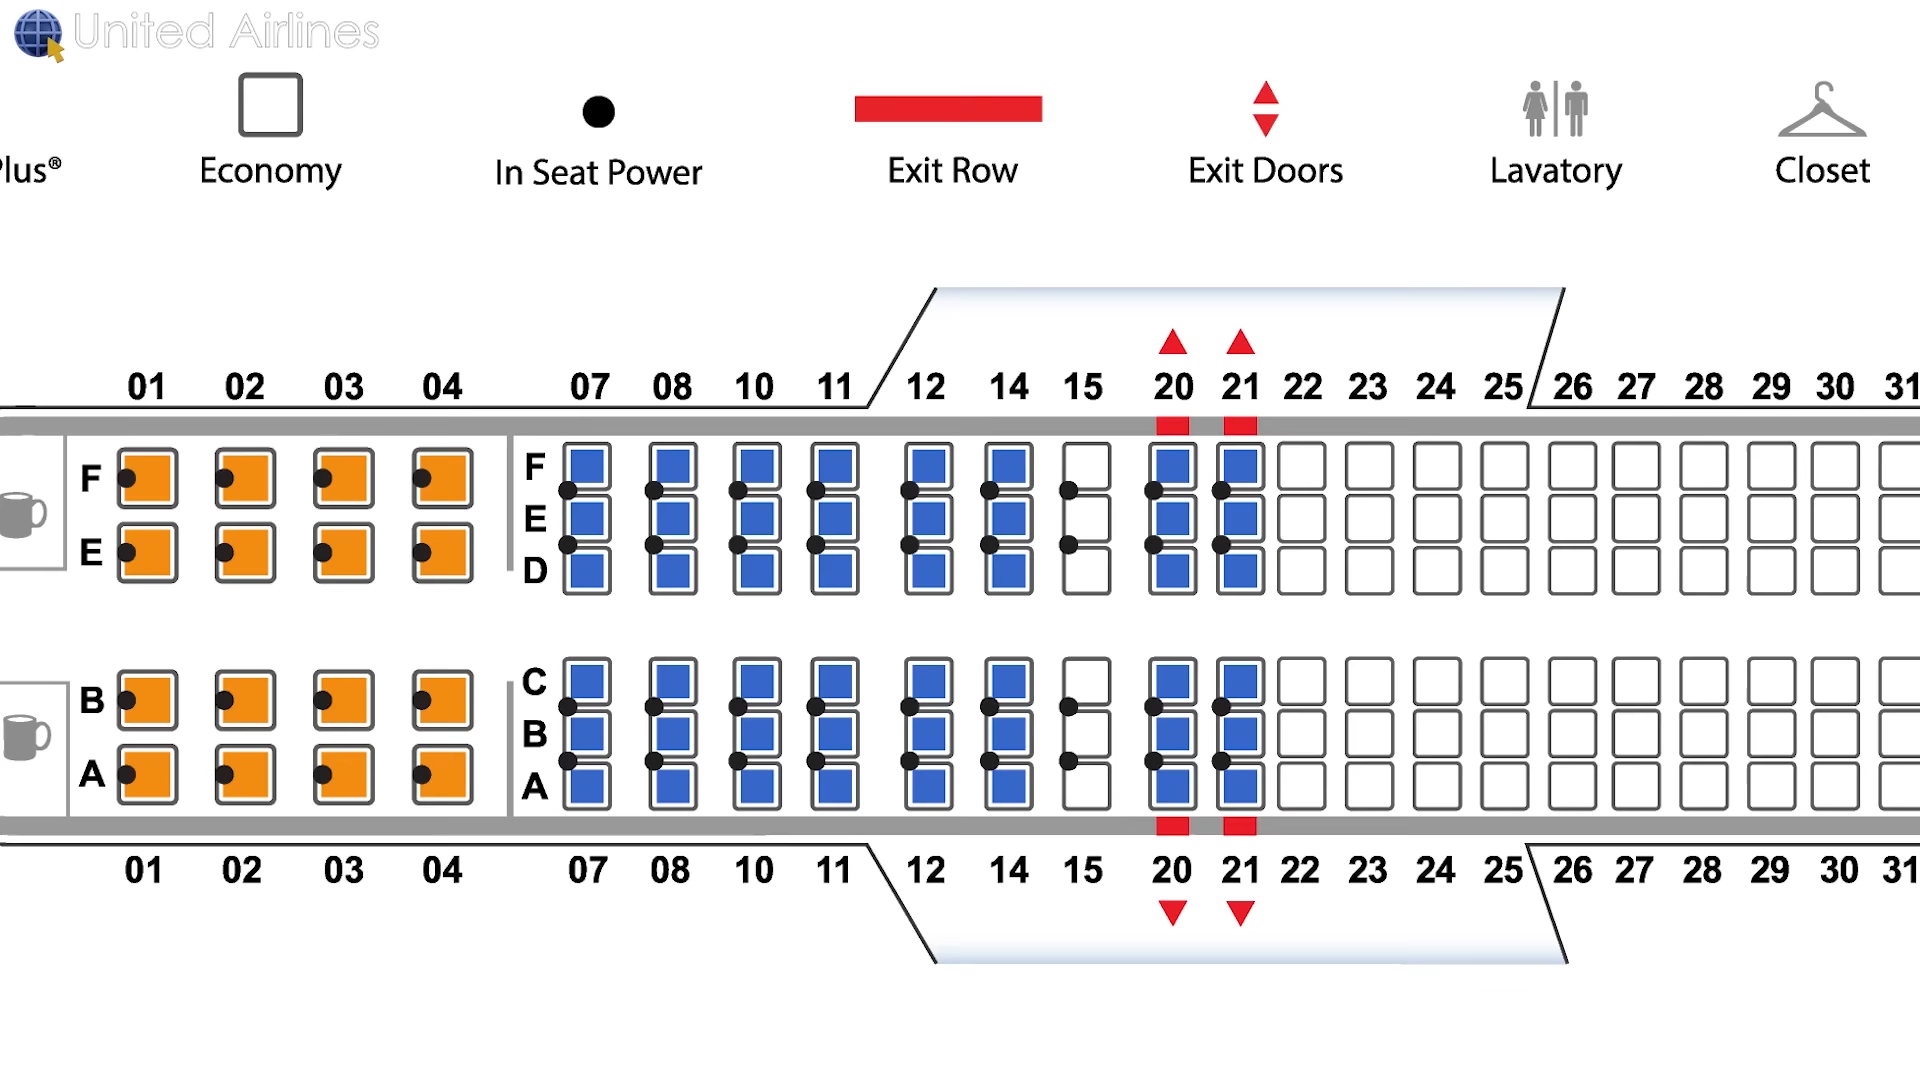 United Airlines
Plus®
Economy
In Seat Power
Exit Row
Exit Doors
Lavatory
Closet
01 02 03 04 07 08 10 11 12 14 15 20 21 22 23 24 25 26 27 28 29 30 31
F
E
F
E
D
B
A
C
B
A
01 02 03 04 07 08 10 11 12 14 15 20 21 22 23 24 25 26 27 28 29 30 31